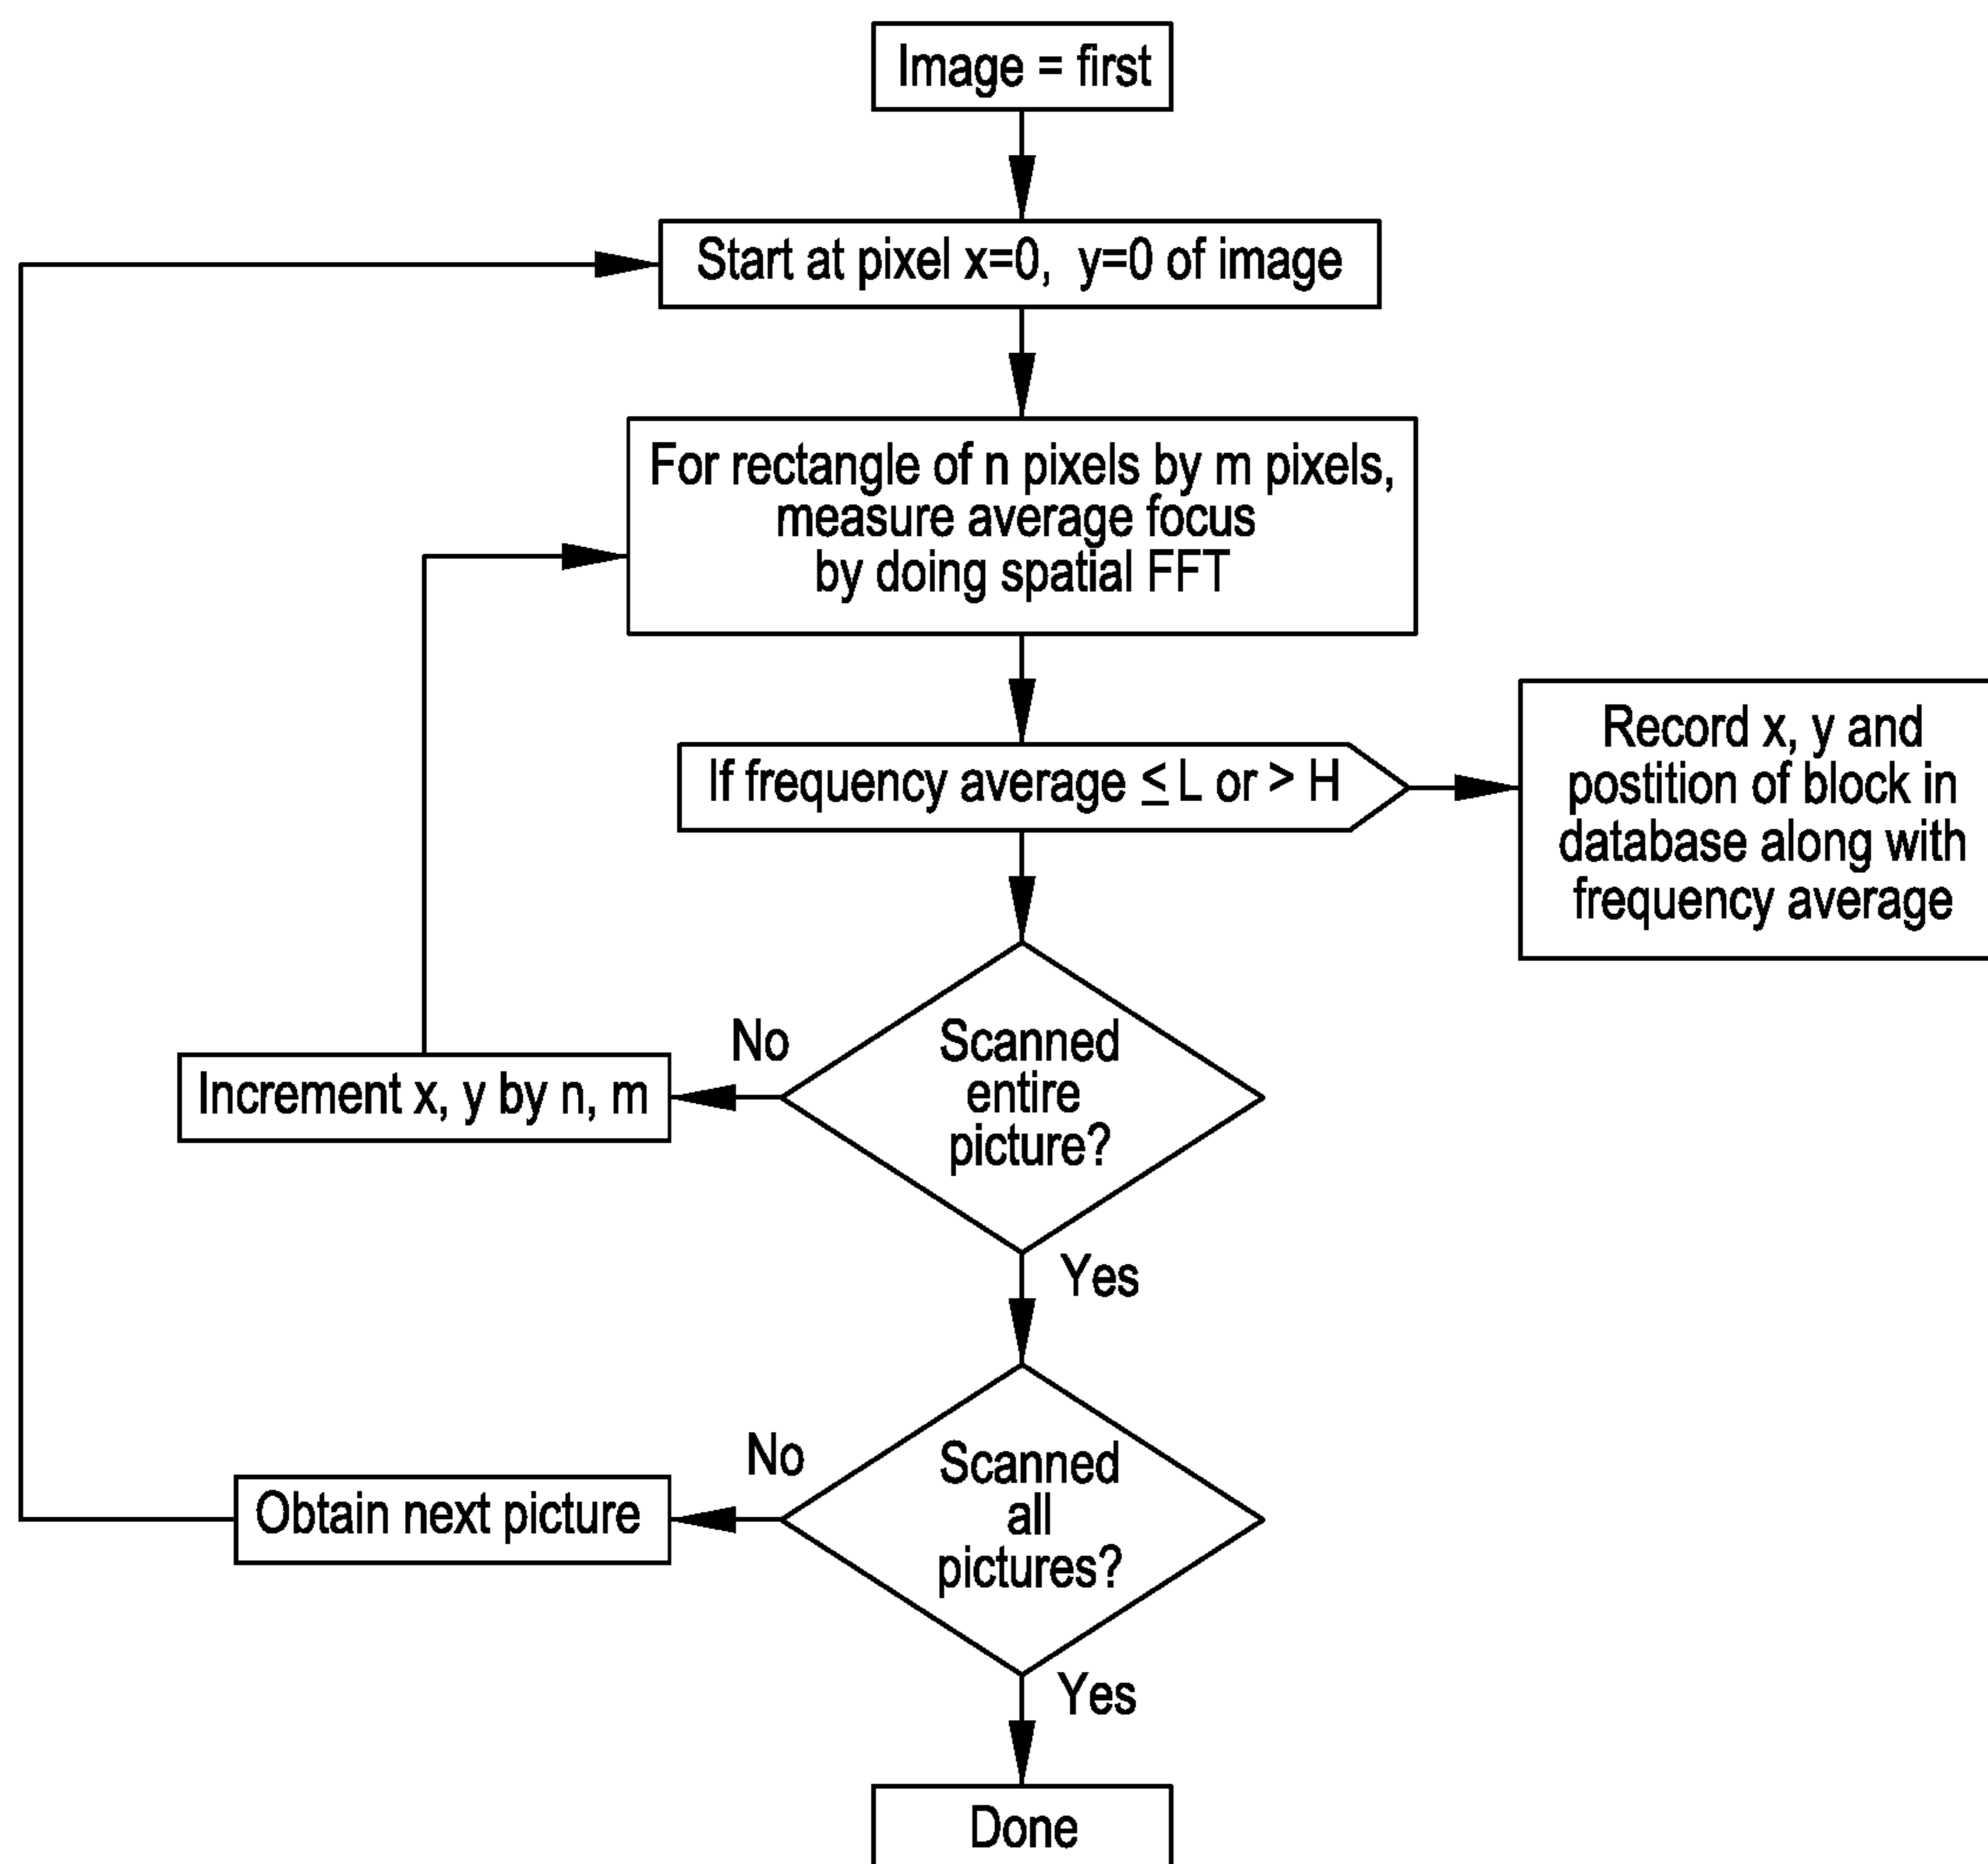 Image = first
Start at pixel x=0, y=0 of image
For rectangle of n pixels by m pixels,
measure average focus
by doing spatial FFT
If frequency average ≤ L or > H
Record x, y and
postition of block in
database along with
frequency average
Scanned
entire
picture?
No
Increment x, y by n, m
Yes
Scanned
all
pictures?
No
Obtain next picture
Yes
Done